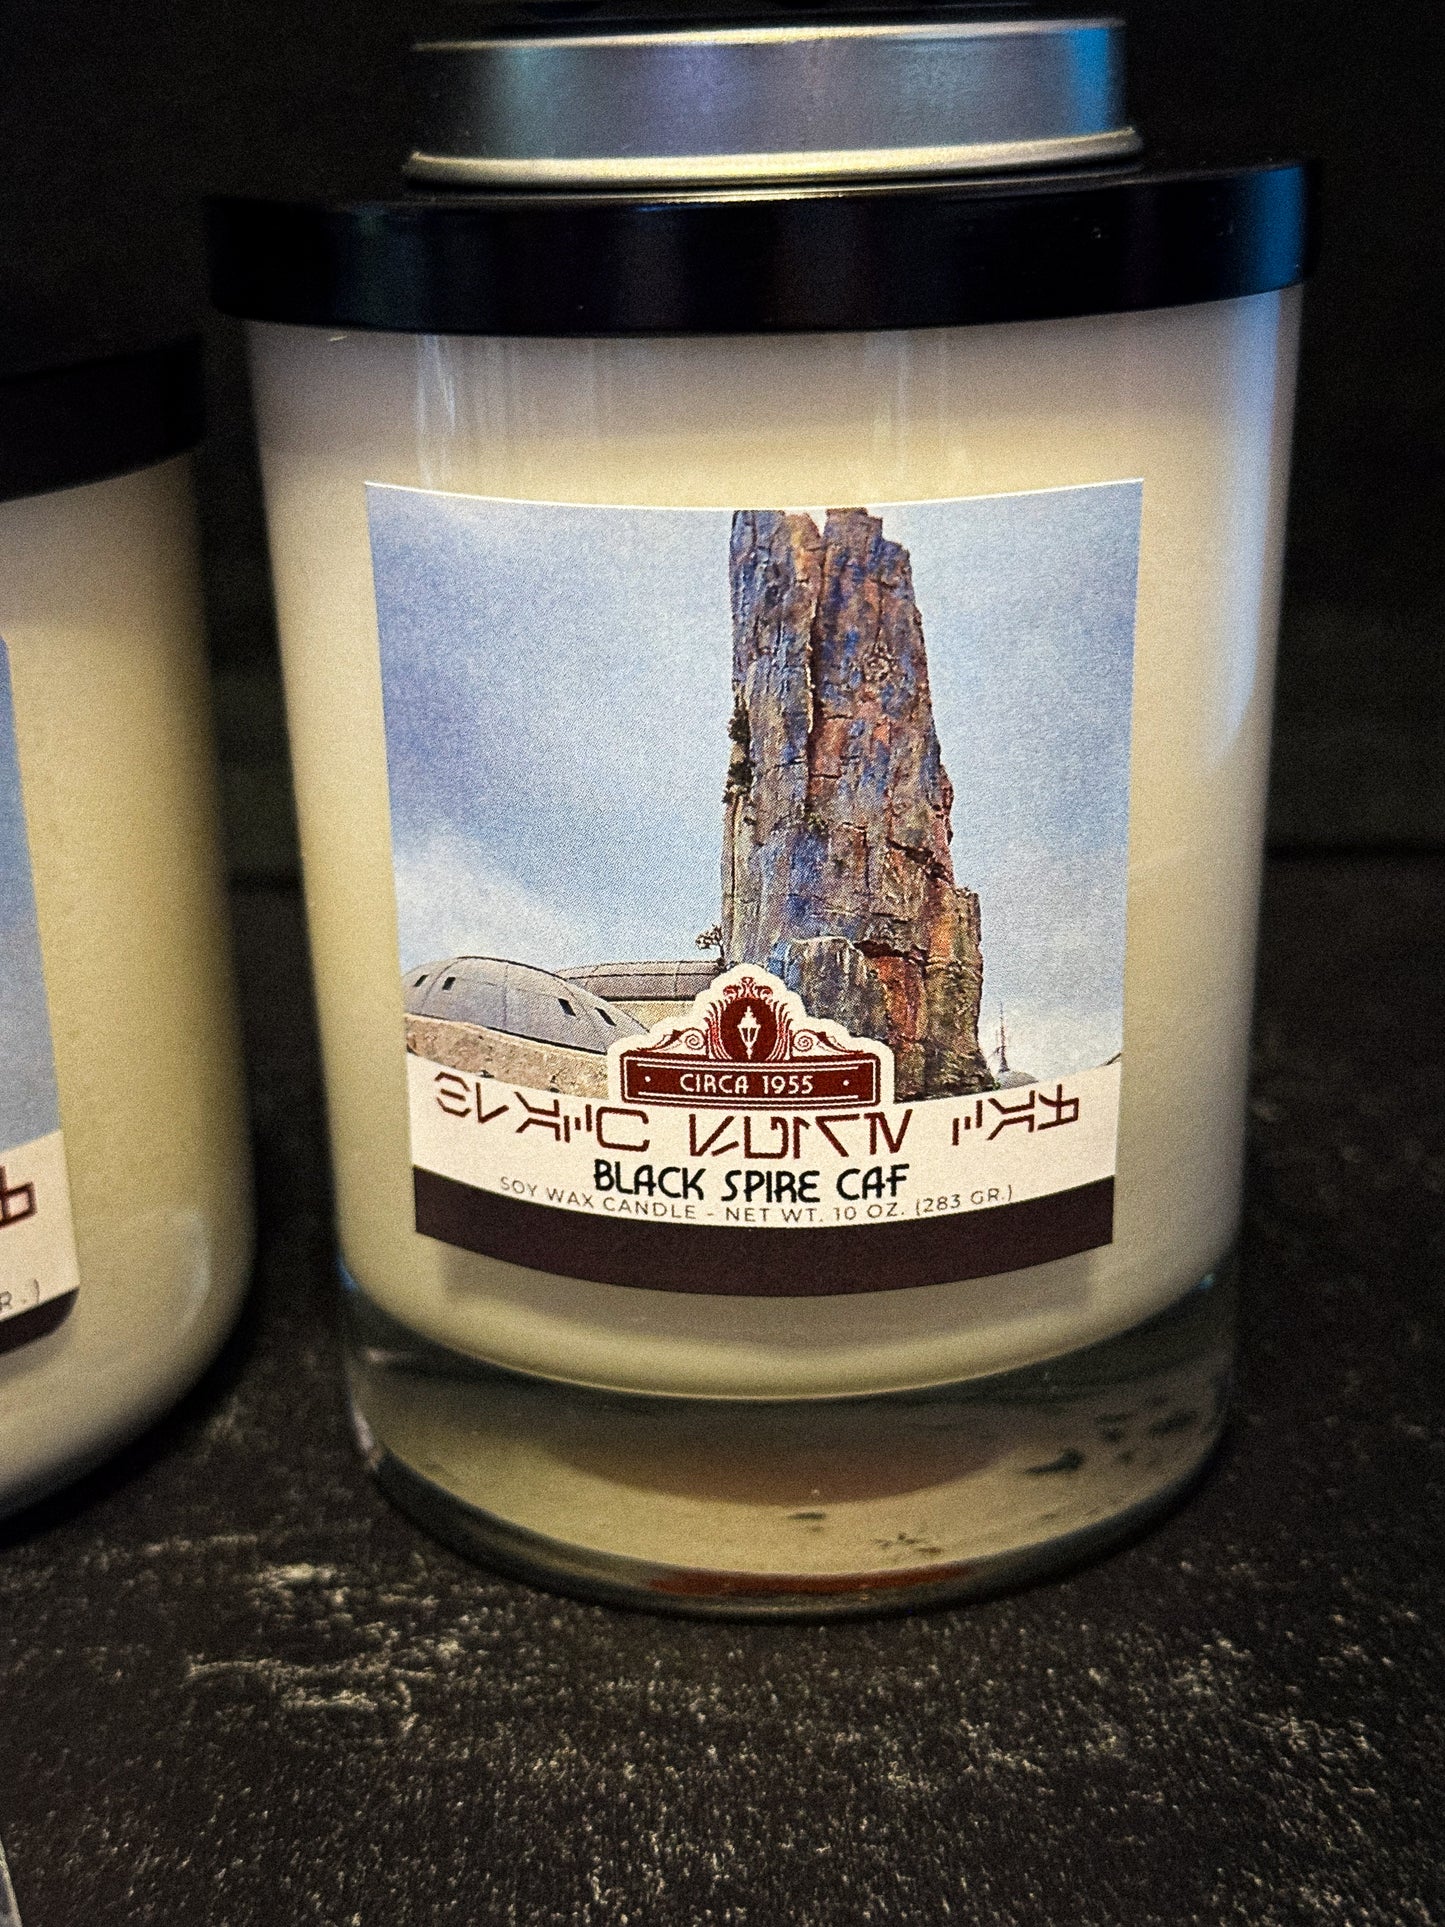 CIRCA 1955
BLACK SPIRE CAF
SOY WAX CANDLE - NET WT. 10 OZ. (283 GR.)
R.)